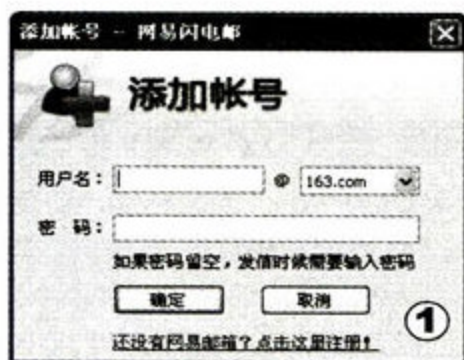 添加帐号 - 网易闪电邮
添加帐号
用户名： @ 163.com
密 码：
如果密码留空，发值时候需要输入密码
确定 取消
还没有网易邮箱？点击这里注册！
①